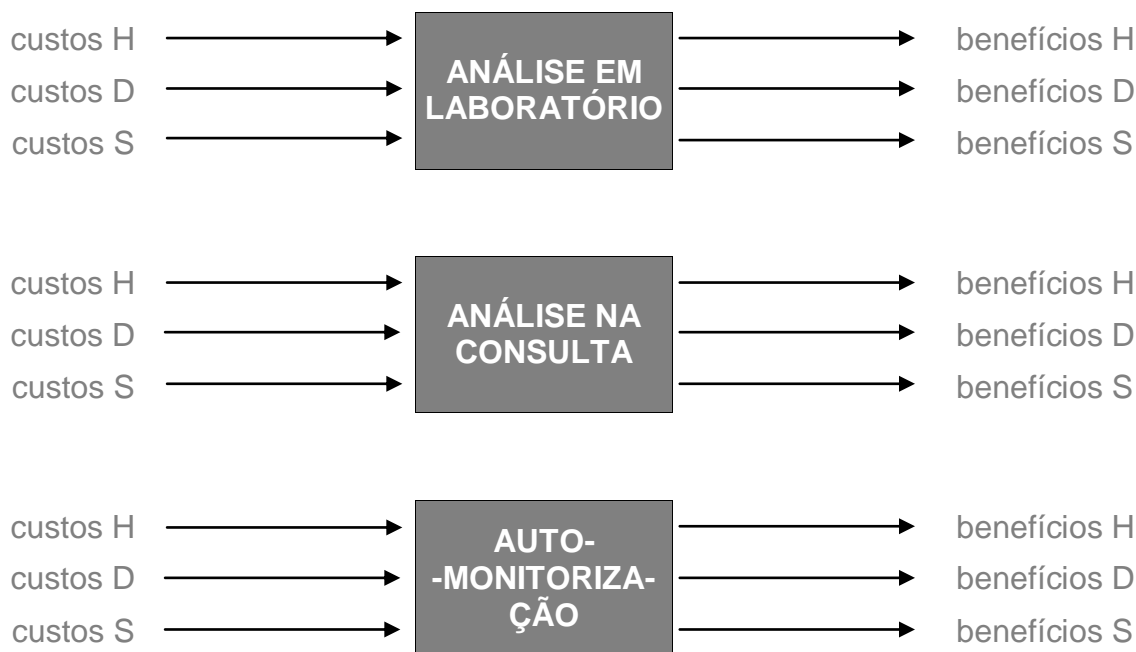 custos H
custos D
custos S
ANÁLISE EM
LABORATÓRIO
benefícios H
benefícios D
benefícios S
custos H
custos D
custos S
ANÁLISE NA
CONSULTA
benefícios H
benefícios D
benefícios S
custos H
custos D
custos S
AUTO-
-MONITORIZA-
ÇÃO
benefícios H
benefícios D
benefícios S